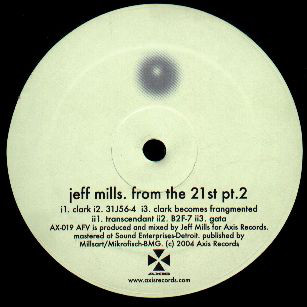 jeff mills. from the 21st pt.2
i1. clark i2. 31J56-4 i3. clark becomes frangmented
ii1. transcendant ii2. B2F-7 ii3. gata
AX-019 AFV is produced and mixed by Jeff Mills for Axis Records.
mastered at Sound Enterprises-Detroit. published by
Millsart/Mikrofisch-BMG. (c) 2004 Axis Records
AXIS
www.axisrecords.com